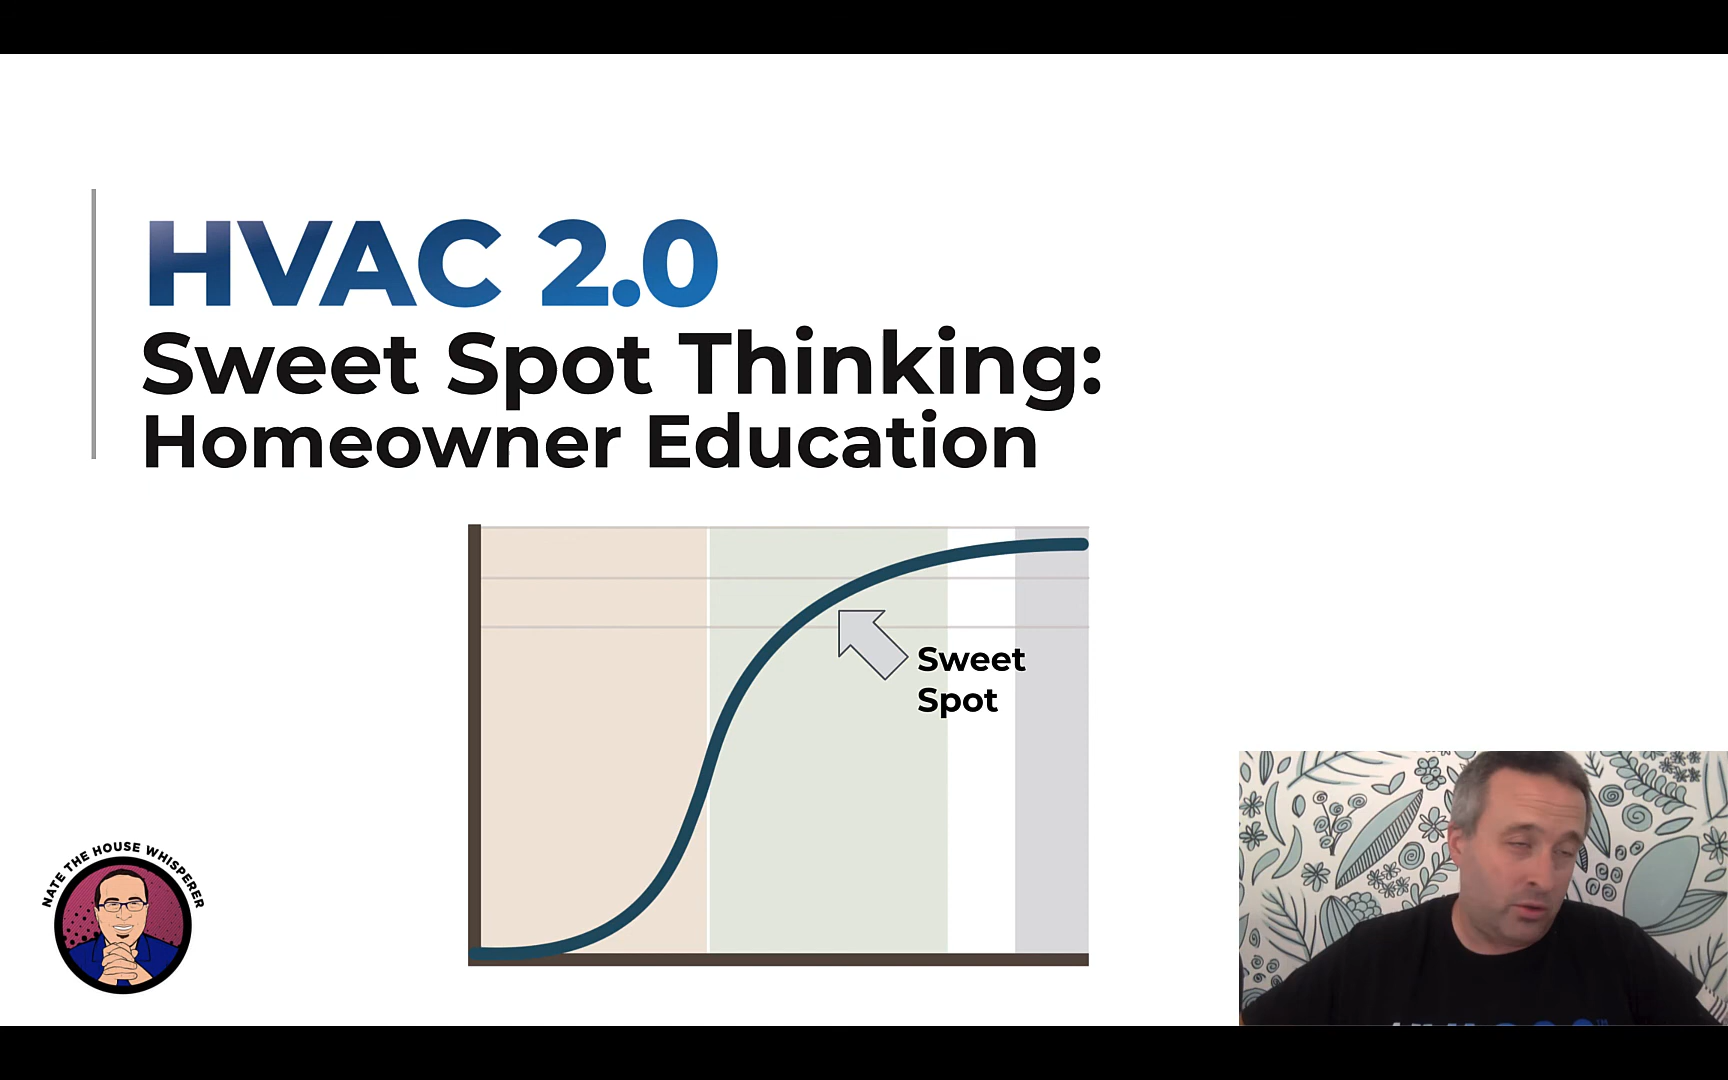 HVAC 2.0
Sweet Spot Thinking:
Homeowner Education
Sweet
Spot
NATE THE HOUSE WHISPERER